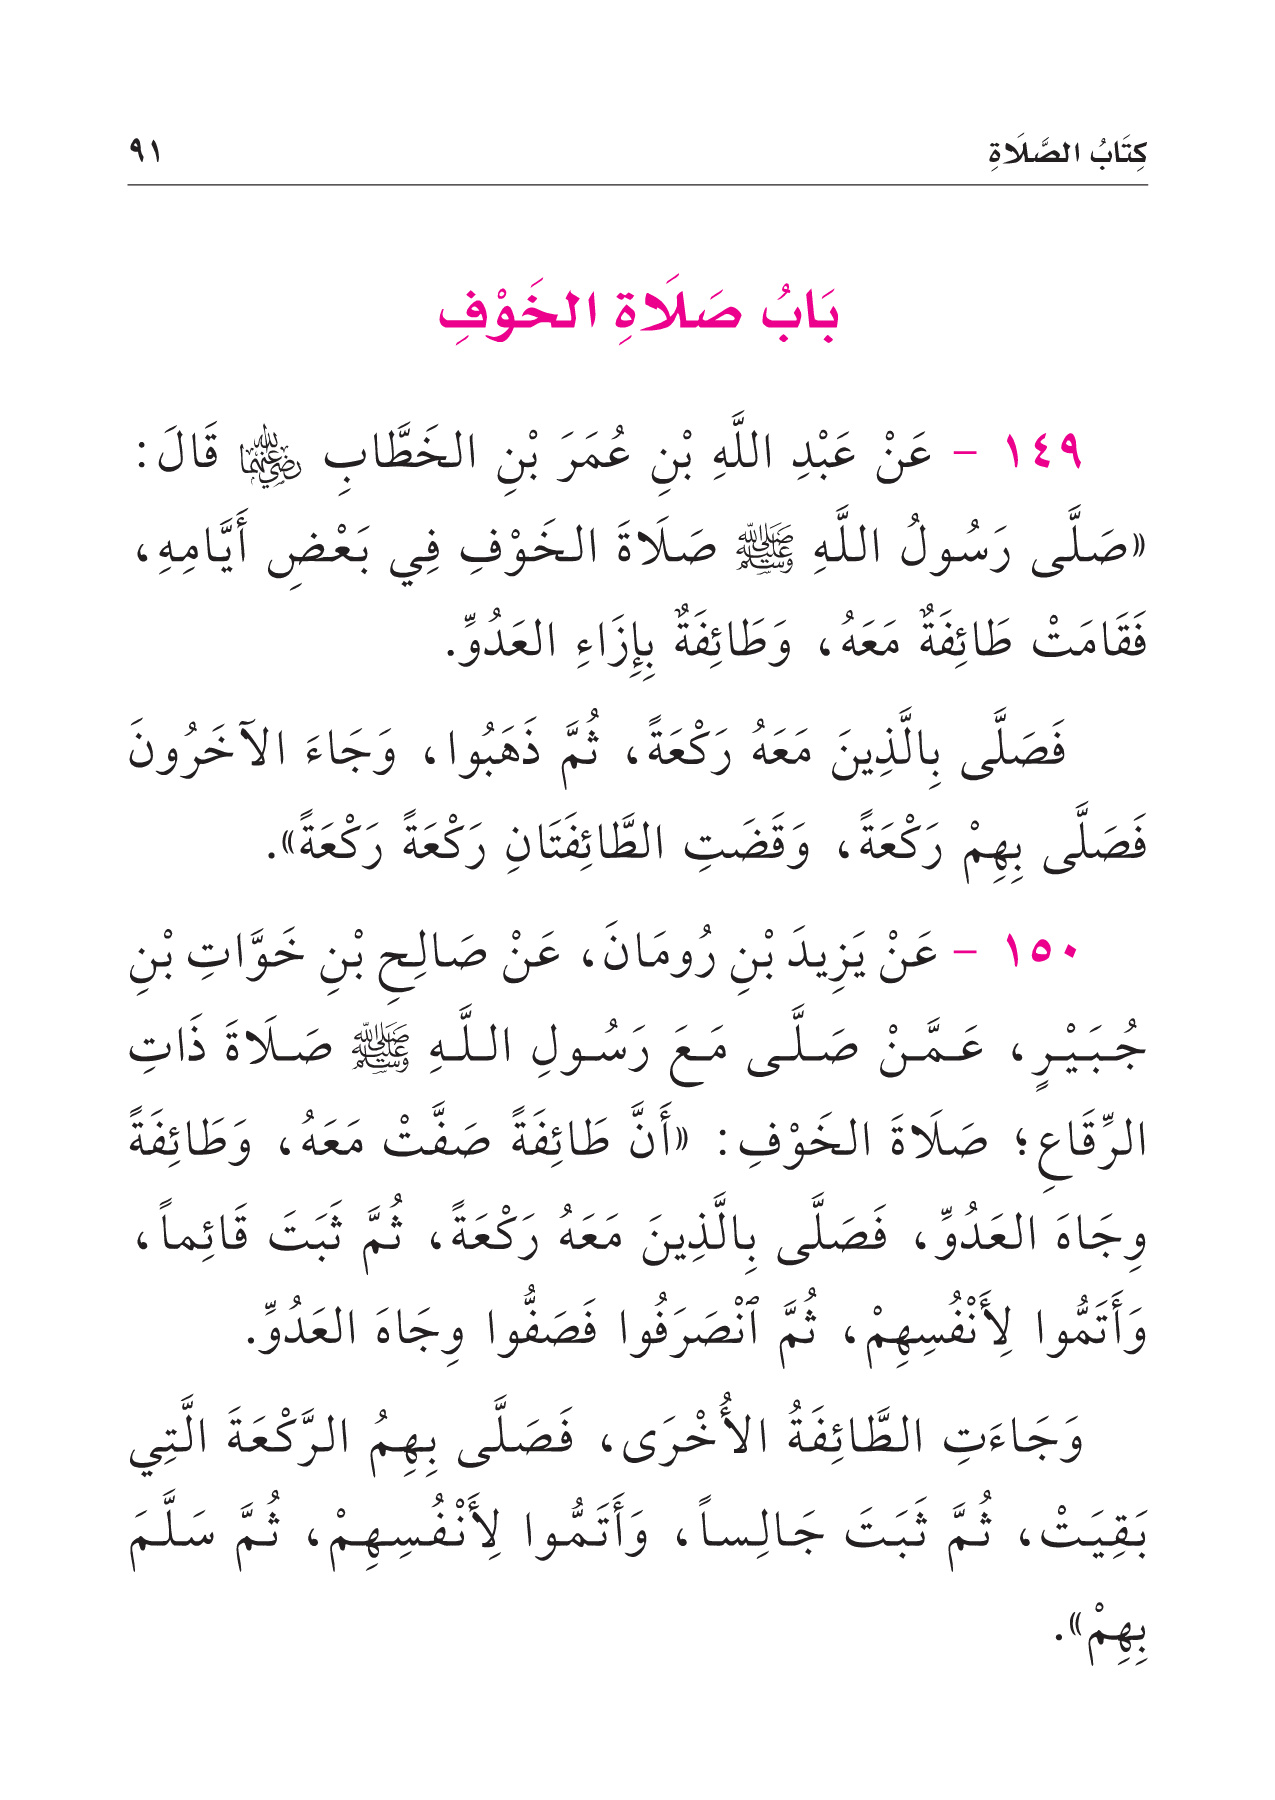 كِتَابُ الصَّلَاةِ ٩١
بَابُ صَلَاةِ الخَوْفِ
١٤٩ - عَنْ عَبْدِ اللَّهِ بْنِ عُمَرَ بْنِ الخَطَّابِ رضي الله عنهما قَالَ:
«صَلَّى رَسُولُ اللَّهِ ﷺ صَلَاةَ الخَوْفِ فِي بَعْضِ أَيَّامِهِ،
فَقَامَتْ طَائِفَةٌ مَعَهُ، وَطَائِفَةٌ بِإِزَاءِ العَدُوِّ.
فَصَلَّى بِالَّذِينَ مَعَهُ رَكْعَةً، ثُمَّ ذَهَبُوا، وَجَاءَ الآخَرُونَ
فَصَلَّى بِهِمْ رَكْعَةً، وَقَضَتِ الطَّائِفَتَانِ رَكْعَةً رَكْعَةً».
١٥٠ - عَنْ يَزِيدَ بْنِ رُومَانَ، عَنْ صَالِحِ بْنِ خَوَّاتِ بْنِ
جُبَيْرٍ، عَمَّنْ صَلَّى مَعَ رَسُولِ اللَّهِ ﷺ صَلَاةَ ذَاتِ
الرِّقَاعِ؛ صَلَاةَ الخَوْفِ: «أَنَّ طَائِفَةً صَفَّتْ مَعَهُ، وَطَائِفَةً
وِجَاهَ العَدُوِّ، فَصَلَّى بِالَّذِينَ مَعَهُ رَكْعَةً، ثُمَّ ثَبَتَ قَائِماً،
وَأَتَمُّوا لِأَنْفُسِهِمْ، ثُمَّ ٱنْصَرَفُوا فَصَفُّوا وِجَاهَ العَدُوِّ.
وَجَاءَتِ الطَّائِفَةُ الأُخْرَى، فَصَلَّى بِهِمُ الرَّكْعَةَ الَّتِي
بَقِيَتْ، ثُمَّ ثَبَتَ جَالِساً، وَأَتَمُّوا لِأَنْفُسِهِمْ، ثُمَّ سَلَّمَ
بِهِمْ».